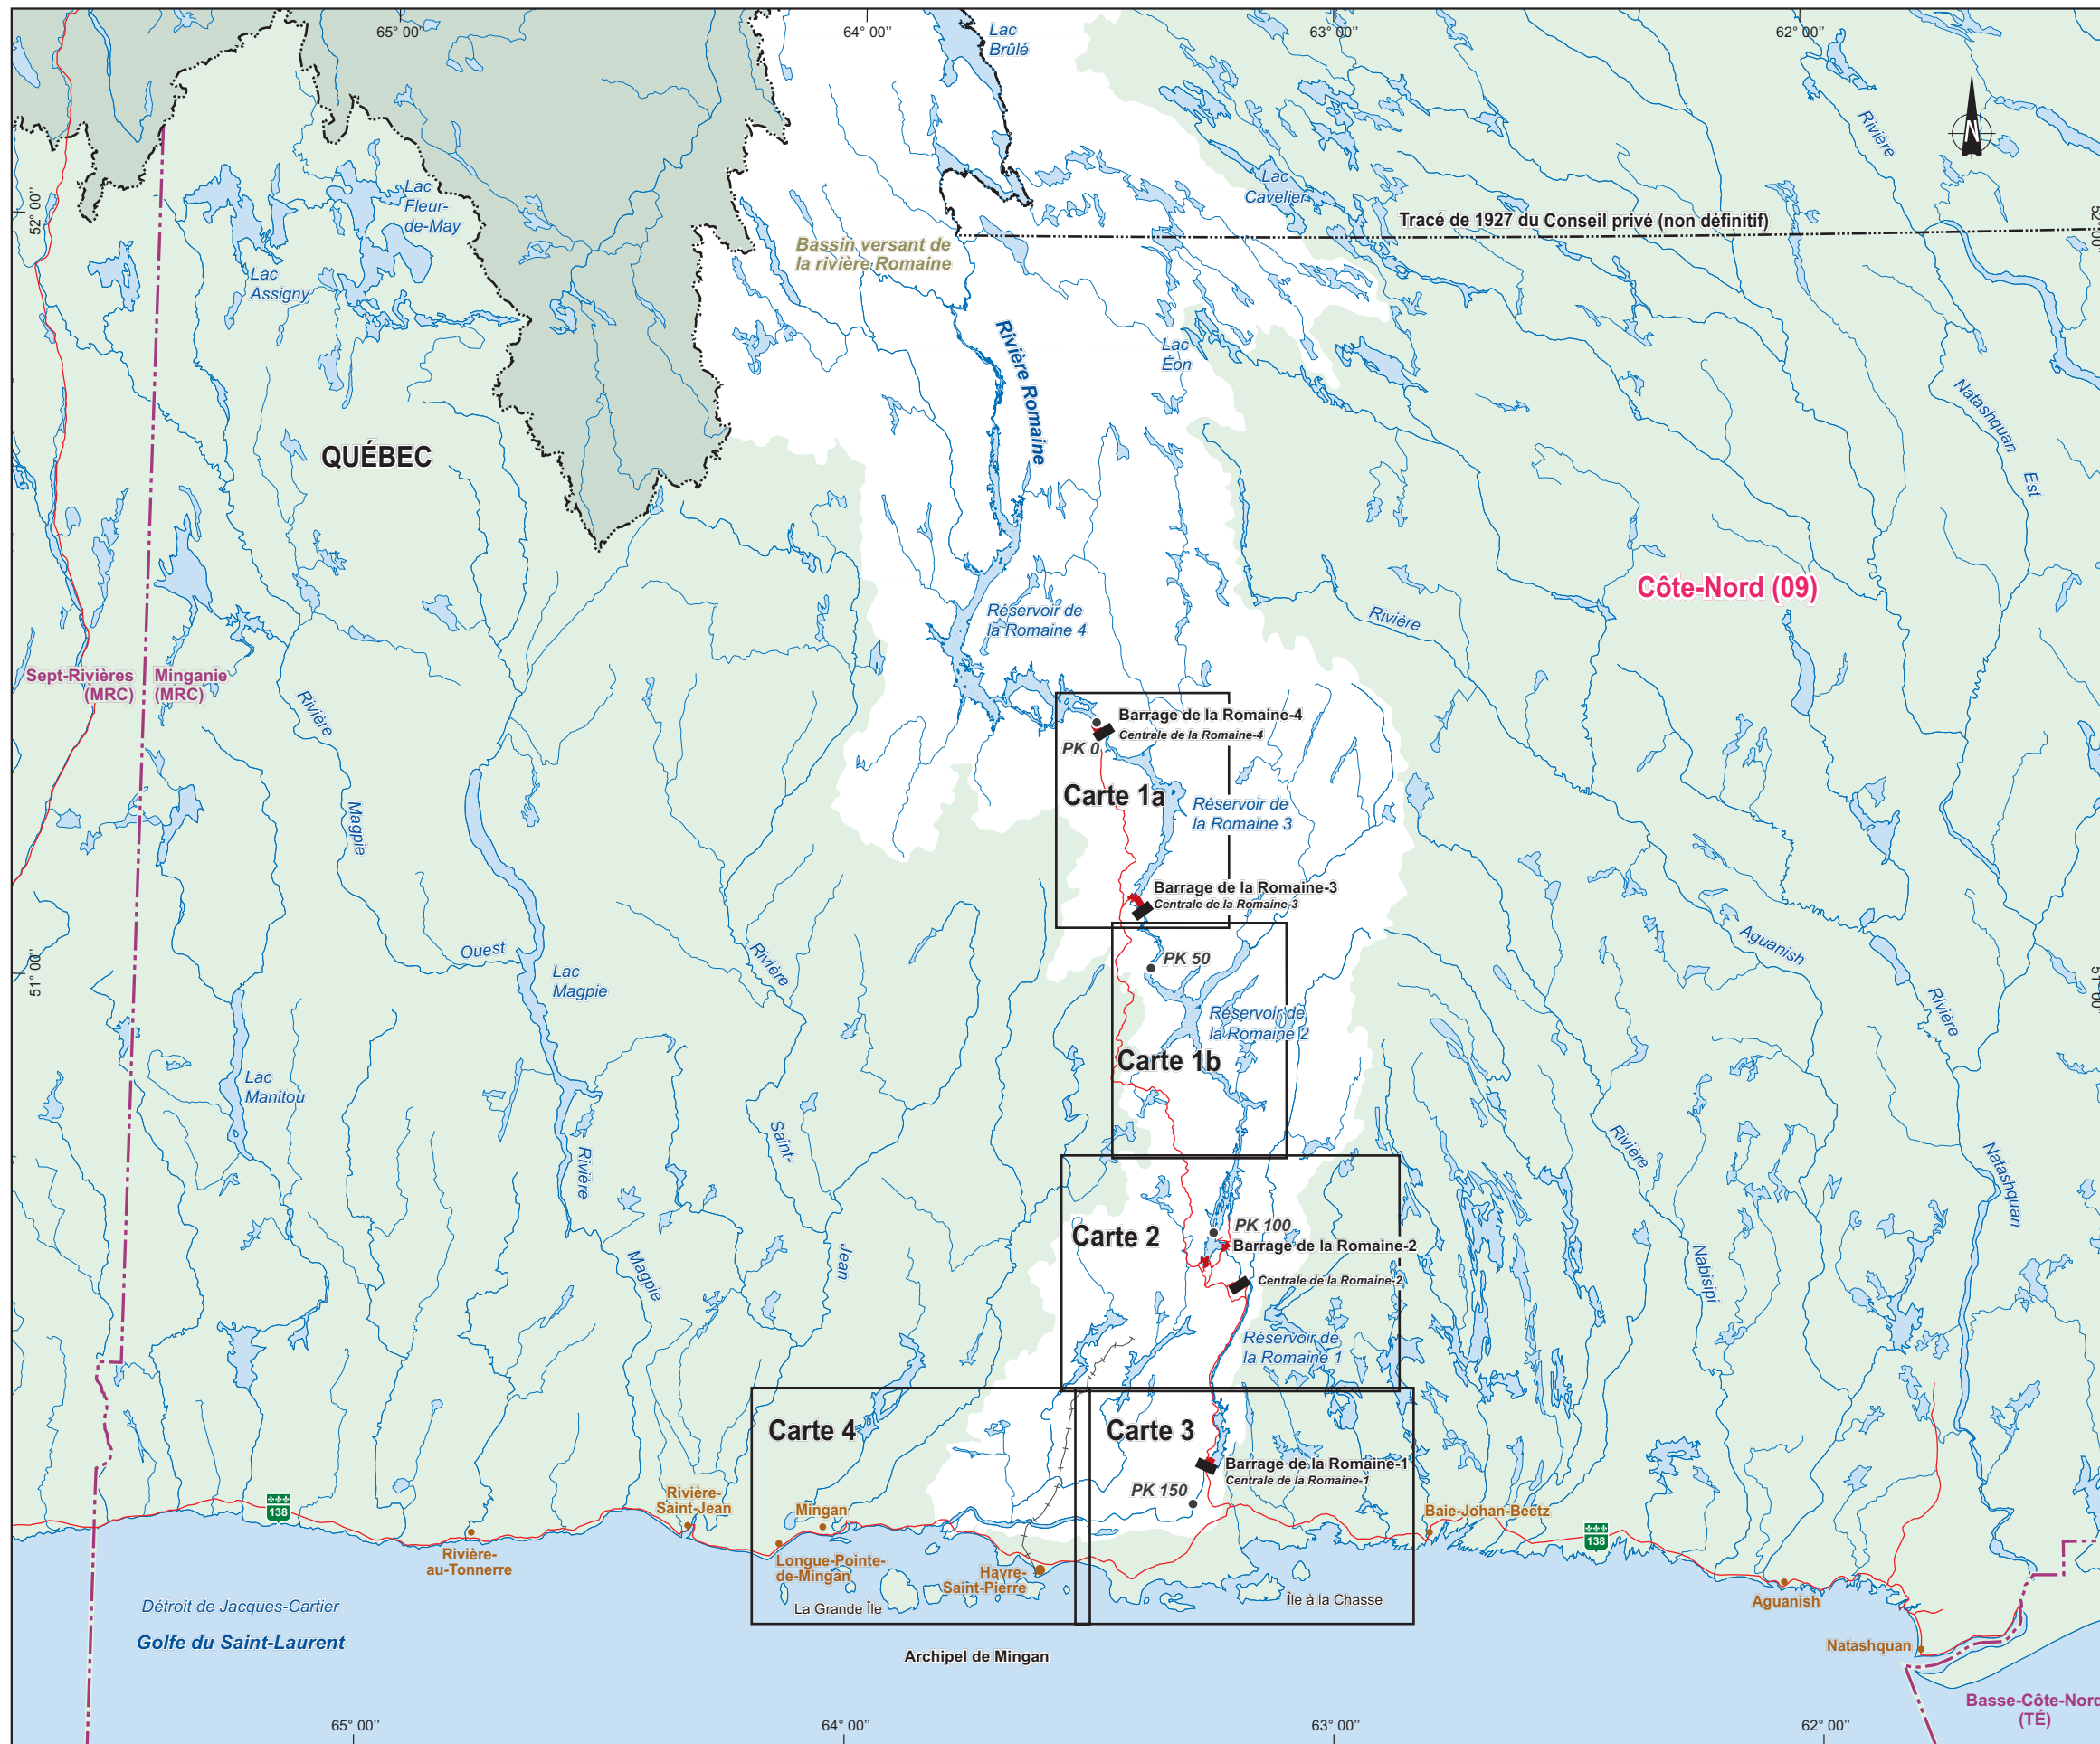 65° 00''
64° 00''
63° 00''
62° 00''
Lac
Brûlé
Rivière
N
Lac
Fleur-
de-May
Lac
Cavelier
52° 00''
52° 00''
Tracé de 1927 du Conseil privé (non définitif)
Bassin versant de
la rivière Romaine
Lac
Assigny
Rivière Romaine
Lac
Éon
Natashquan
Est
QUÉBEC
Côte-Nord (09)
Réservoir de
la Romaine 4
Rivière
Sept-Rivières
(MRC)
Minganie
(MRC)
Rivière
Magpie
Barrage de la Romaine-4
Centrale de la Romaine-4
PK 0
Carte 1a
Réservoir de
la Romaine 3
Barrage de la Romaine-3
Centrale de la Romaine-3
Ouest
Lac
Magpie
Rivière
51° 00''
51° 00''
PK 50
Aguanish
Rivière
Réservoir de
la Romaine 2
Carte 1b
Lac
Manitou
Saint-
Rivière
Rivière
Natashquan
Carte 2
PK 100
Barrage de la Romaine-2
Centrale de la Romaine-2
Jean
Magpie
Nabisipi
Réservoir de
la Romaine 1
Carte 4
Carte 3
Barrage de la Romaine-1
Centrale de la Romaine-1
PK 150
138
Rivière-
Saint-Jean
Mingan
Baie-Johan-Beetz
138
Rivière-
au-Tonnerre
Longue-Pointe-
de-Mingan
Havre-
Saint-Pierre
La Grande Île
Île à la Chasse
Aguanish
Détroit de Jacques-Cartier
Golfe du Saint-Laurent
Archipel de Mingan
Natashquan
Basse-Côte-Nord
(TÉ)
65° 00''
64° 00''
63° 00''
62° 00''